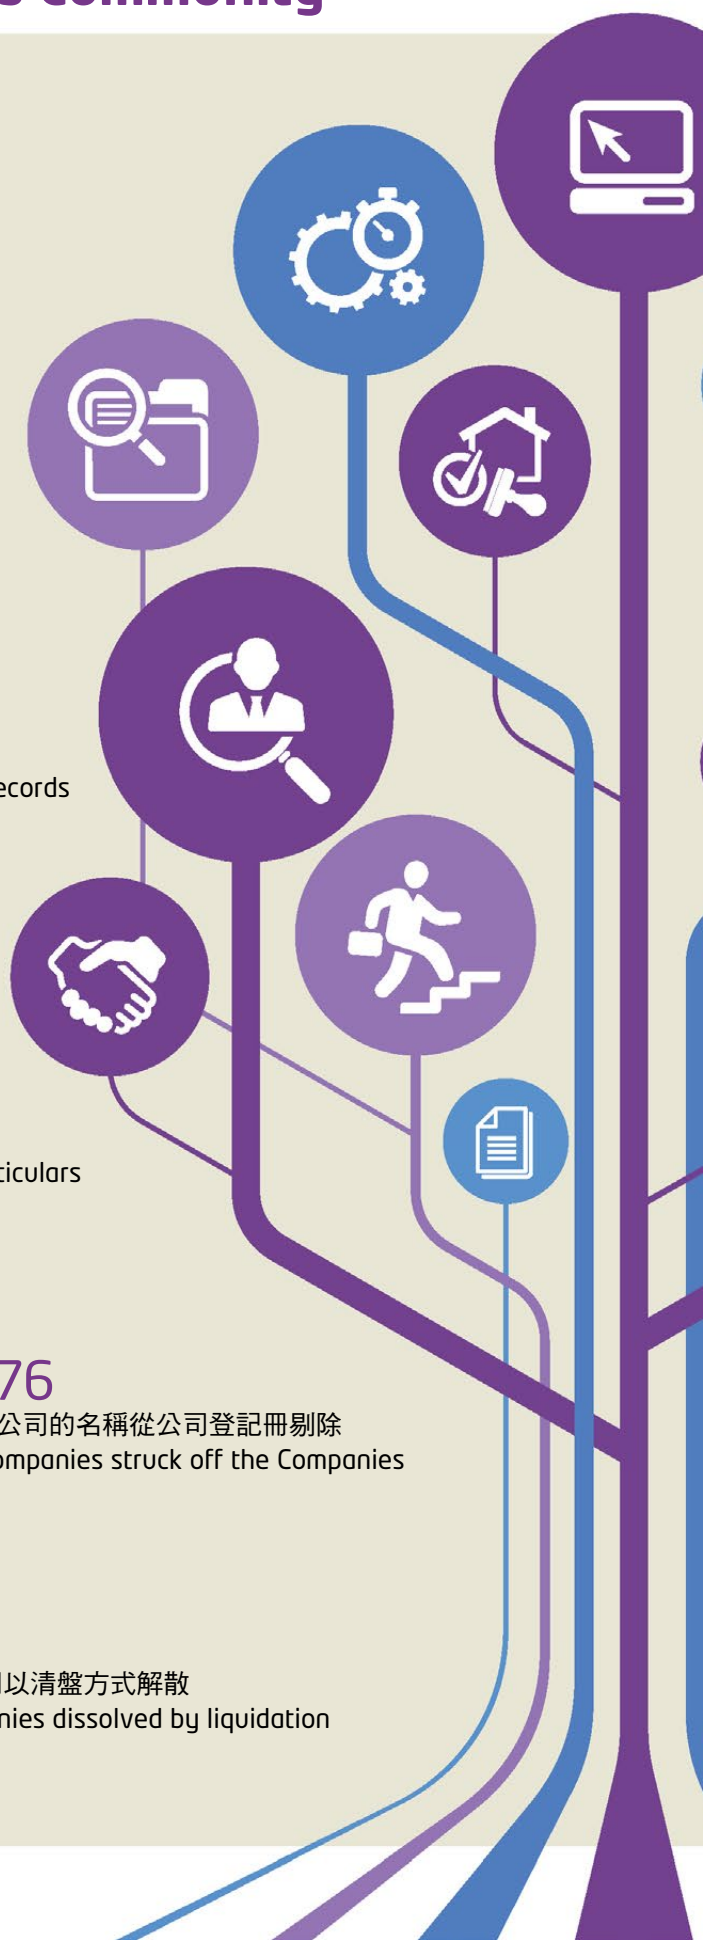 Community
ecords
ticulars
76
公司的名稱從公司登記冊剔除
ompanies struck off the Companies
以清盤方式解散
nies dissolved by liquidation